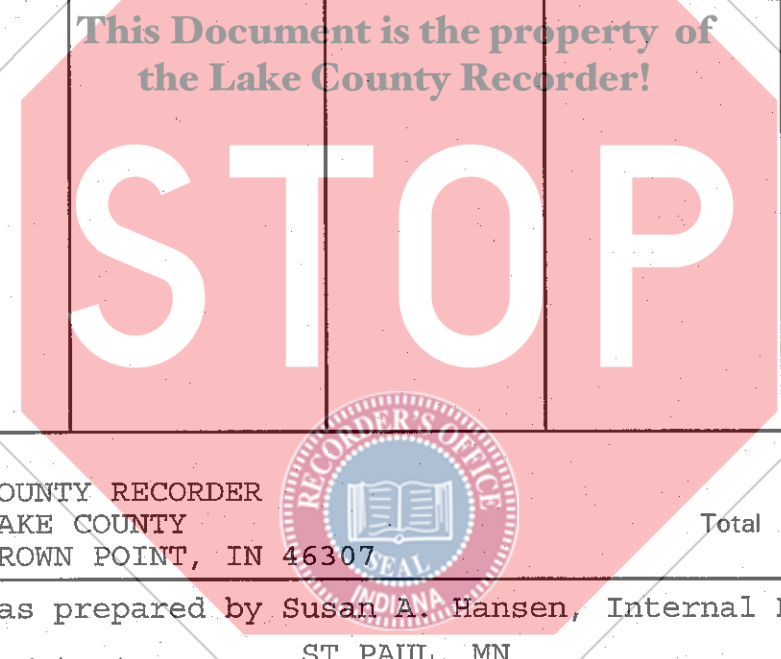 This Document is the property of
the Lake County Recorder!
STOP
RECORDER'S OFFICE
OUNTY RECORDER
AKE COUNTY
Total
ROWN POINT, IN 46307
SEAL
INDIANA
as prepared by Susan A. Hansen, Internal
ST PAUL, MN